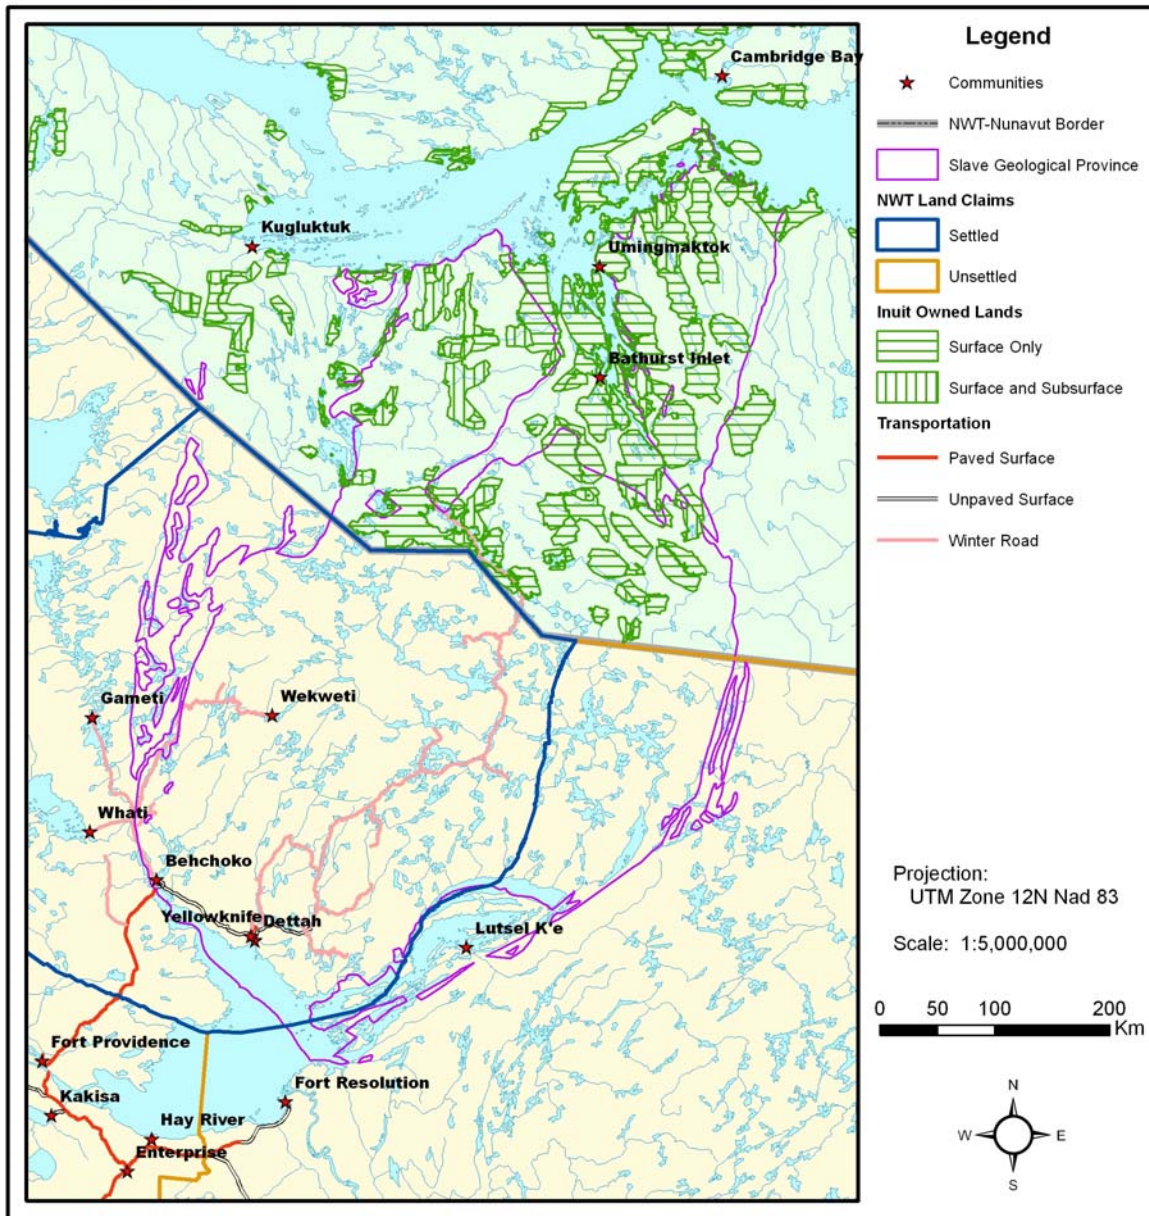 Cambridge Bay
Kugluktuk
Umingmaktok
Bathurst Inlet
Gameti
Wekweti
Whati
Behchoko
Yellowknife
Dettah
Lutsel K'e
Fort Providence
Fort Resolution
Kakisa
Hay River
Enterprise
Legend
Communities
NWT-Nunavut Border
Slave Geological Province
NWT Land Claims
Settled
Unsettled
Inuit Owned Lands
Surface Only
Surface and Subsurface
Transportation
Paved Surface
Unpaved Surface
Winter Road
Projection:
UTM Zone 12N Nad 83
Scale: 1:5,000,000
0 50 100 200
Km
N
W E
S